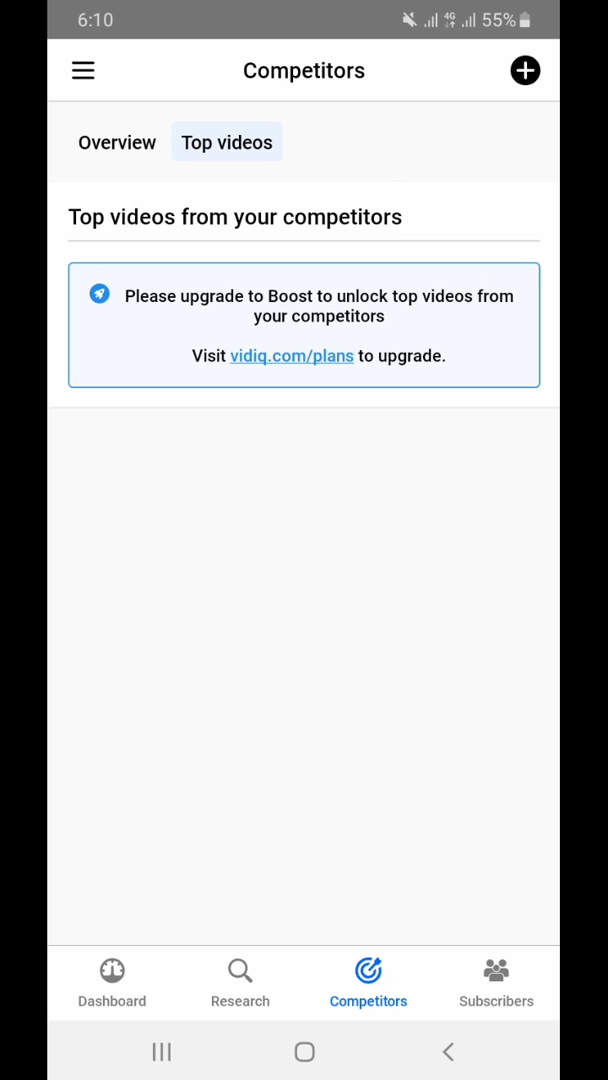 6:10
4G
55%
Competitors
Overview
Top videos
Top videos from your competitors
Please upgrade to Boost to unlock top videos from
your competitors
Visit vidiq.com/plans to upgrade.
Dashboard
Research
Competitors
Subscribers